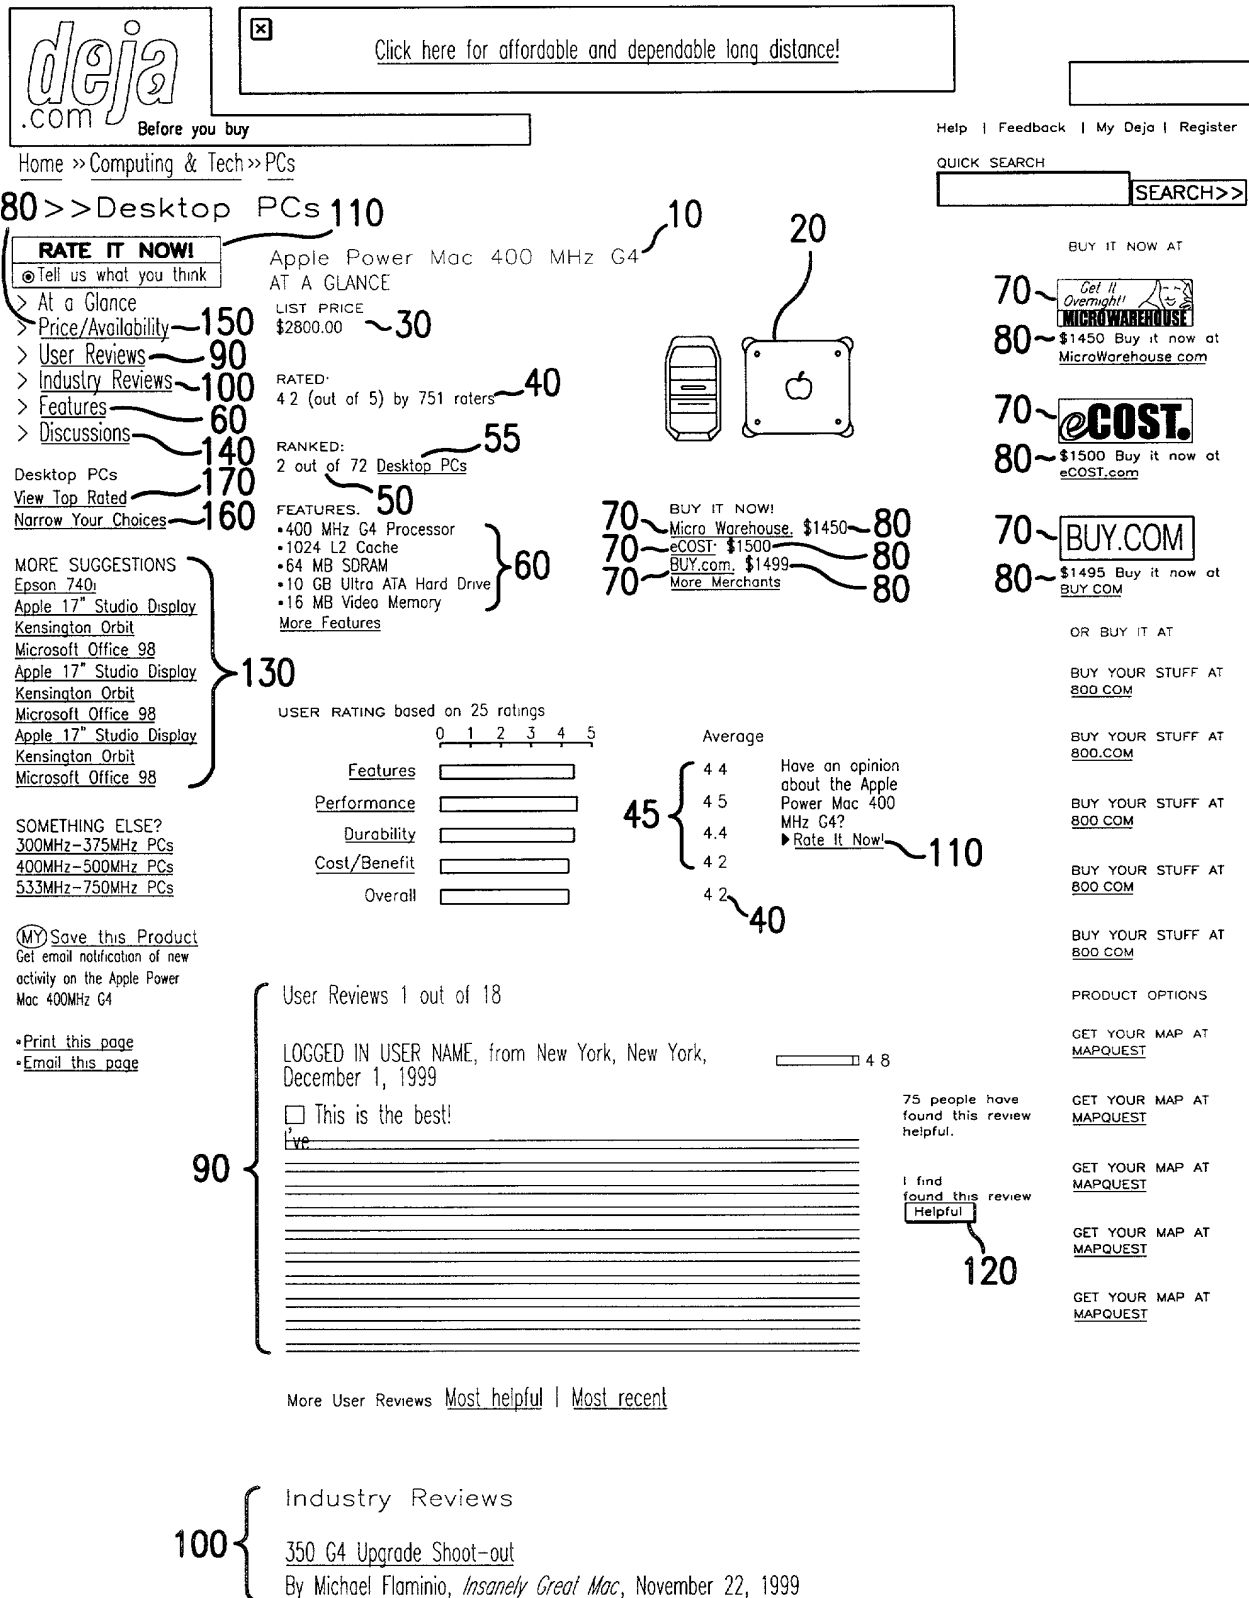 deja
.com
Before you buy
Click here for affordable and dependable long distance!
Help | Feedback | My Deja | Register
Home >> Computing & Tech >> PCs
QUICK SEARCH
SEARCH>>
80 >>Desktop PCs 110
RATE IT NOW!
Tell us what you think
> At a Glance
> Price/Availability 150
> User Reviews 90
> Industry Reviews 100
> Features 60
> Discussions 140
Desktop PCs
View Top Rated 170
Narrow Your Choices 160
MORE SUGGESTIONS
Epson 740i
Apple 17" Studio Display
Kensington Orbit
Microsoft Office 98
Apple 17" Studio Display
Kensington Orbit
Microsoft Office 98
Apple 17" Studio Display
Kensington Orbit
Microsoft Office 98
130
SOMETHING ELSE?
300MHz-375MHz PCs
400MHz-500MHz PCs
533MHz-750MHz PCs
MY Save this Product
Get email notification of new
activity on the Apple Power
Mac 400MHz G4
•Print this page
•Email this page
Apple Power Mac 400 MHz G4 10
AT A GLANCE
LIST PRICE
$2800.00 30
20
RATED:
4 2 (out of 5) by 751 raters 40
RANKED: 55
2 out of 72 Desktop PCs
50
FEATURES.
•400 MHz G4 Processor
•1024 L2 Cache
•64 MB SDRAM
•10 GB Ultra ATA Hard Drive
•16 MB Video Memory
More Features
60
BUY IT NOW!
70 Micro Warehouse. $1450 80
70 eCOST· $1500 80
70 BUY.com. $1499 80
More Merchants
USER RATING based on 25 ratings
0 1 2 3 4 5 Average
Features 4 4
Performance 4 5
Durability 4.4
Cost/Benefit 4 2
Overall 4 2 40
45
Have an opinion
about the Apple
Power Mac 400
MHz G4?
Rate It Now! 110
User Reviews 1 out of 18
LOGGED IN USER NAME, from New York, New York, 4 8
December 1, 1999
This is the best!
I've
90
75 people have
found this review
helpful.
I find
found this review
Helpful
120
More User Reviews Most helpful | Most recent
Industry Reviews
100
350 G4 Upgrade Shoot-out
By Michael Flaminio, Insanely Great Mac, November 22, 1999
BUY IT NOW AT
70 Get It
Overnight!
MICROWAREHOUSE
80 $1450 Buy it now at
MicroWarehouse com
70 eCOST.
80 $1500 Buy it now at
eCOST.com
70 BUY.COM
80 $1495 Buy it now at
BUY COM
OR BUY IT AT
BUY YOUR STUFF AT
800 COM
BUY YOUR STUFF AT
800.COM
BUY YOUR STUFF AT
800 COM
BUY YOUR STUFF AT
800 COM
BUY YOUR STUFF AT
800 COM
PRODUCT OPTIONS
GET YOUR MAP AT
MAPQUEST
GET YOUR MAP AT
MAPQUEST
GET YOUR MAP AT
MAPQUEST
GET YOUR MAP AT
MAPQUEST
GET YOUR MAP AT
MAPQUEST